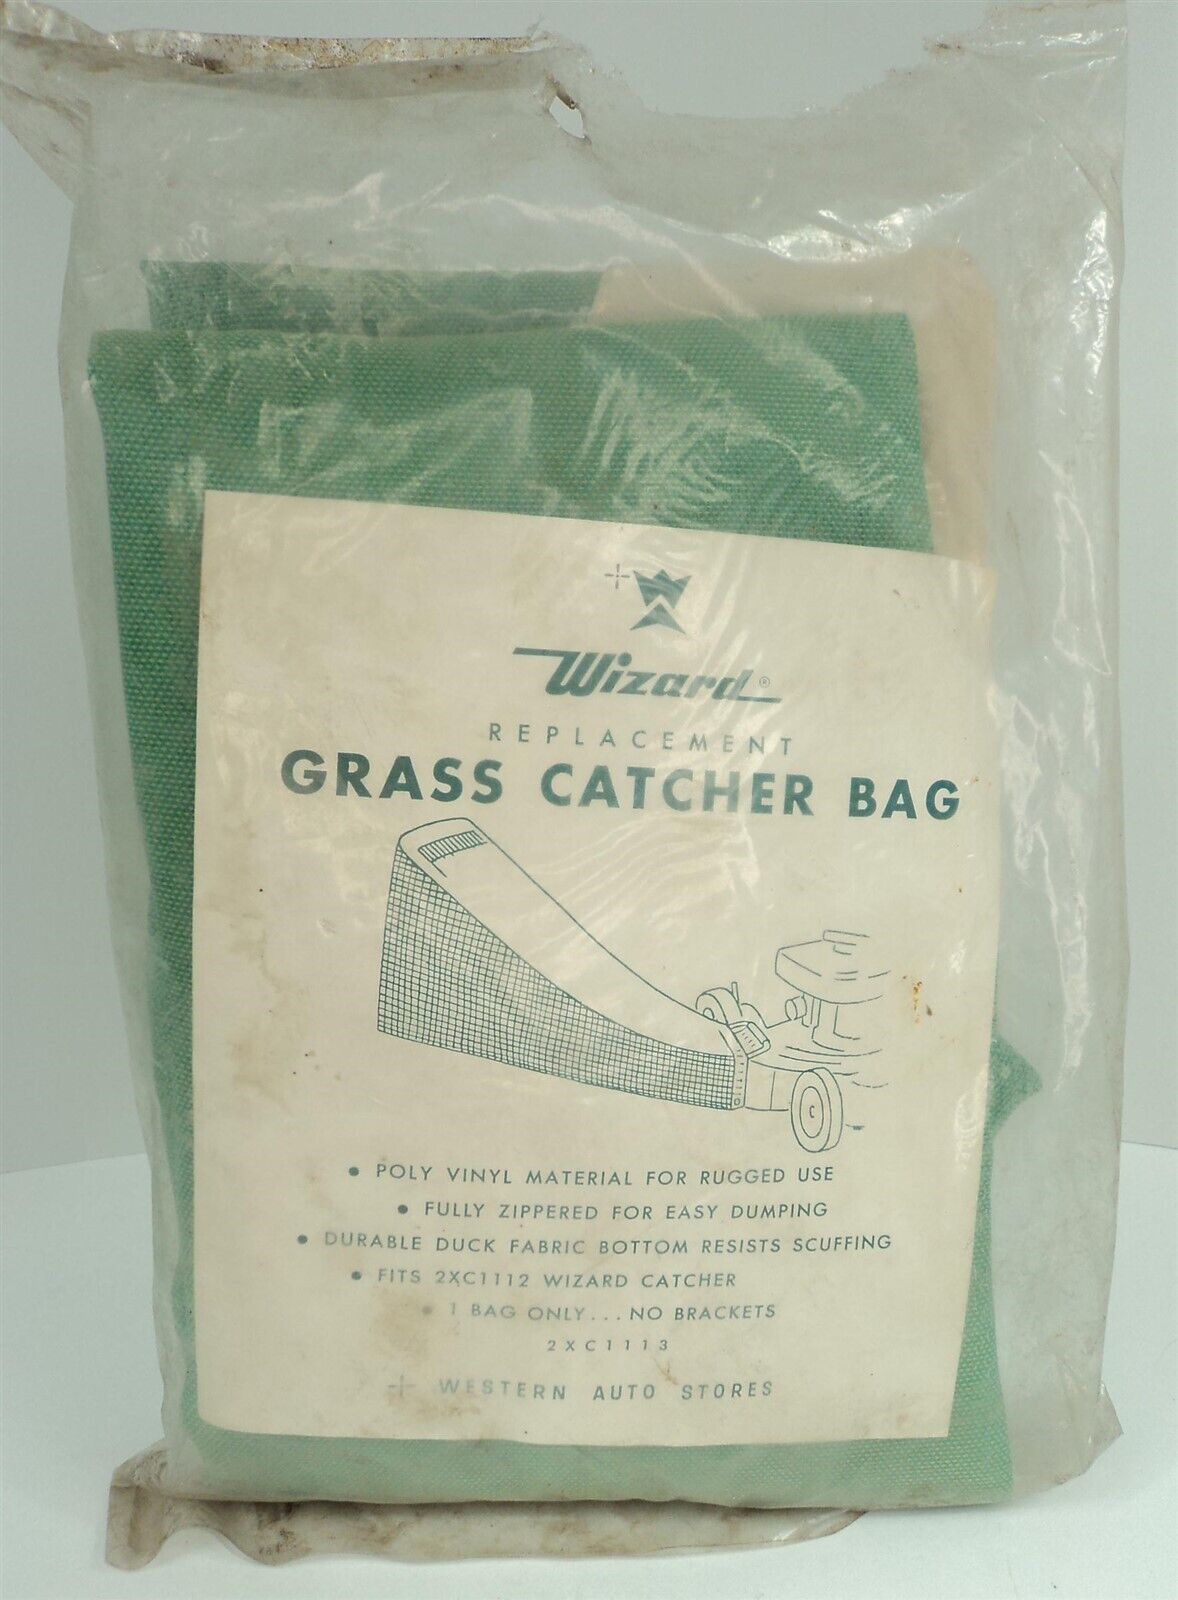 Wizard®
REPLACEMENT
GRASS CATCHER BAG
• POLY VINYL MATERIAL FOR RUGGED USE
• FULLY ZIPPERED FOR EASY DUMPING
• DURABLE DUCK FABRIC BOTTOM RESISTS SCUFFING
• FITS 2XC1112 WIZARD CATCHER
• 1 BAG ONLY... NO BRACKETS
2XC1113
WESTERN AUTO STORES